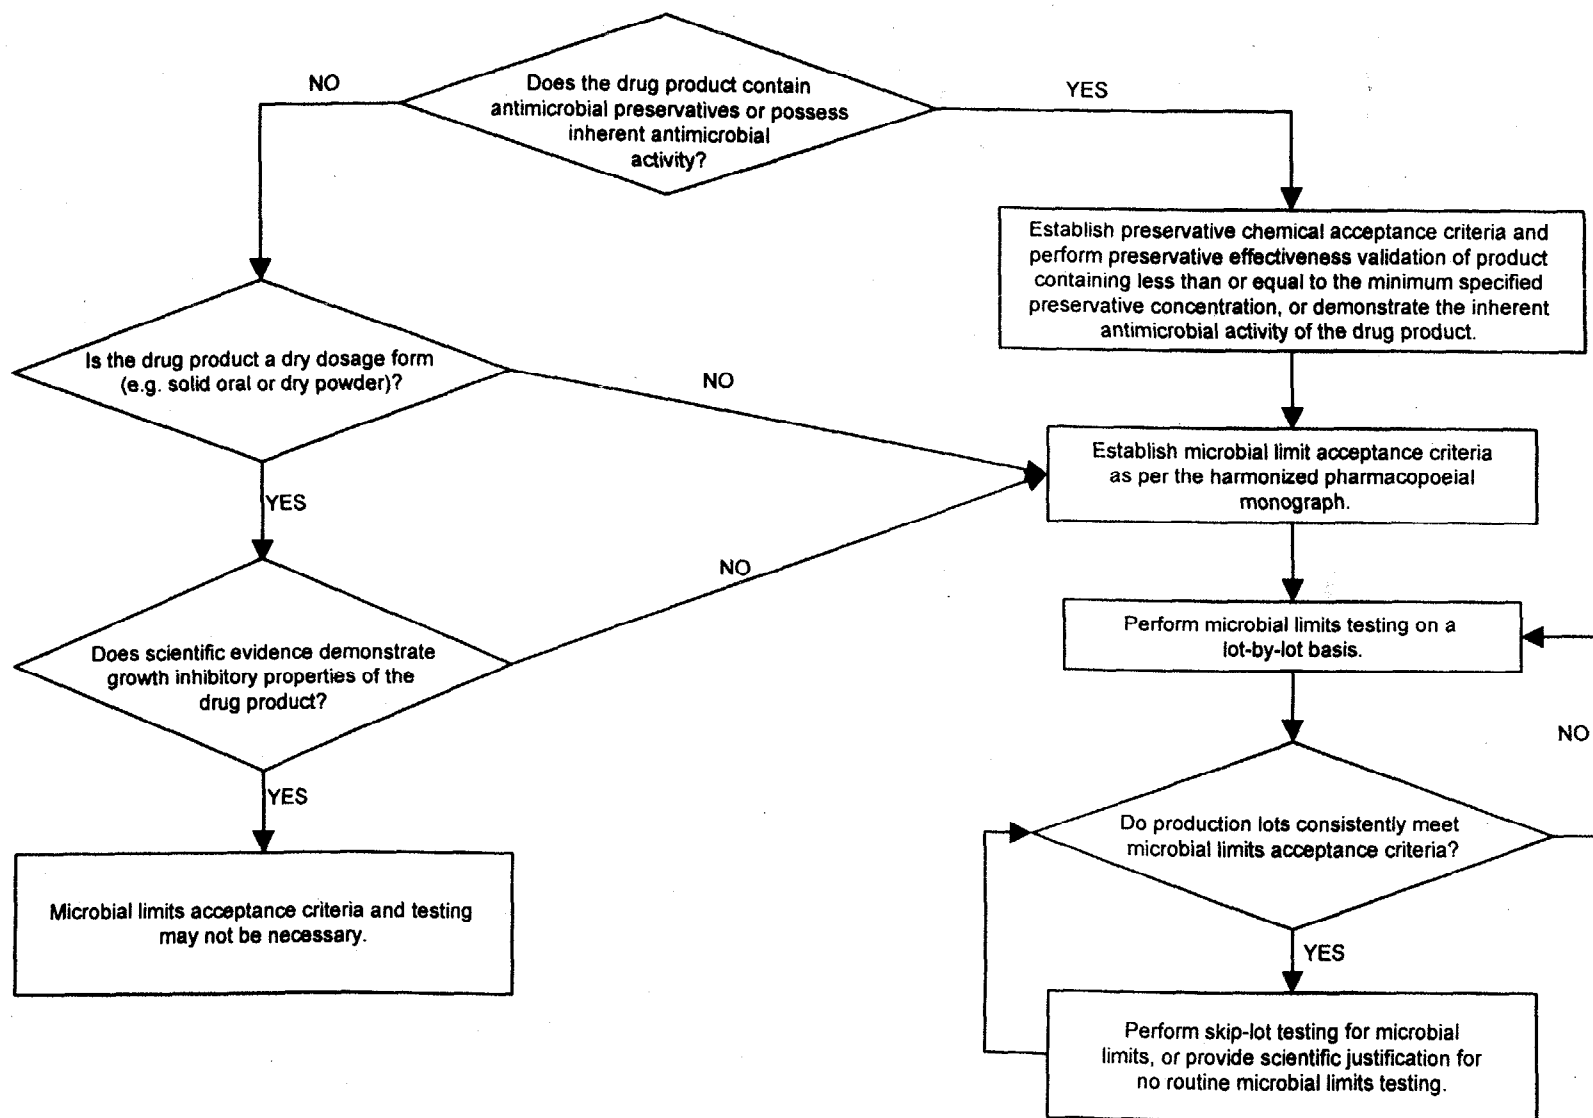 Does the drug product contain
antimicrobial preservatives or possess
inherent antimicrobial
activity?
NO
YES
Establish preservative chemical acceptance criteria and
perform preservative effectiveness validation of product
containing less than or equal to the minimum specified
preservative concentration, or demonstrate the inherent
antimicrobial activity of the drug product.
Is the drug product a dry dosage form
(e.g. solid oral or dry powder)?
NO
YES
Establish microbial limit acceptance criteria
as per the harmonized pharmacopoeial
monograph.
Does scientific evidence demonstrate
growth inhibitory properties of the
drug product?
NO
YES
Perform microbial limits testing on a
lot-by-lot basis.
NO
Do production lots consistently meet
microbial limits acceptance criteria?
YES
Microbial limits acceptance criteria and testing
may not be necessary.
Perform skip-lot testing for microbial
limits, or provide scientific justification for
no routine microbial limits testing.